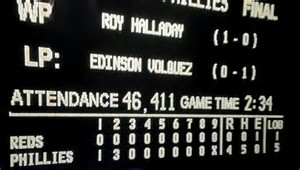 PHILLIES FINAL
WP ROY HALLADAY (1-0)
LP: EDINSON VOLQUEZ (0-1)
ATTENDANCE 46,411 GAME TIME 2:34
1 2 3 4 5 6 7 8 9 R H E LOB
REDS 0 0 0 0 0 0 0 0 0 0 0 0 1
PHILLIES 1 3 0 0 0 0 0 0 X 4 5 0 5